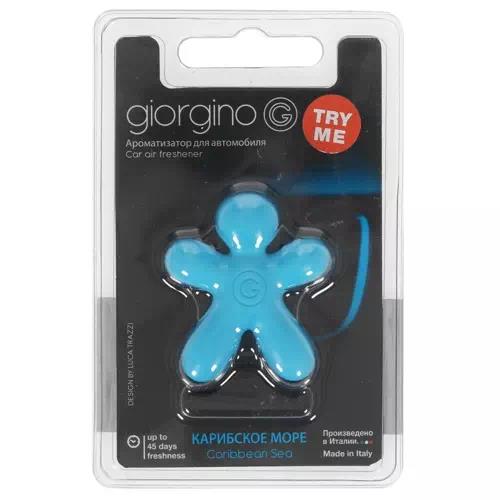 giorgino G
TRY
ME
Ароматизатор для автомобиля
Car air freshener
G
DESIGN BY LUCA TRAZZI
up to
45 days
freshness
КАРИБСКОЕ МОРЕ
Caribbean Sea
Произведено
в Италии.
Made in Italy